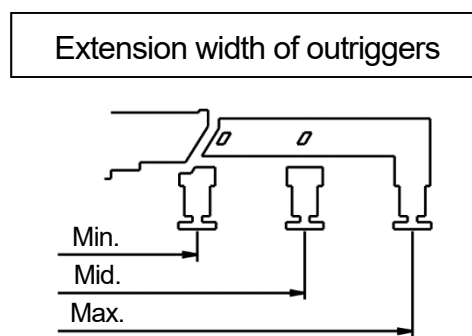 Extension width of outriggers
Min.
Mid.
Max.